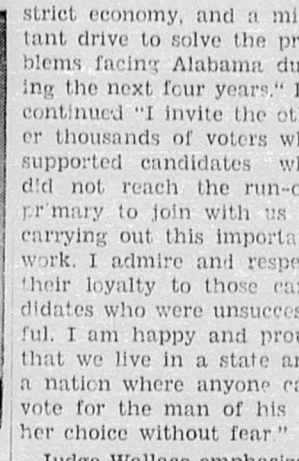 strict economy, and a mi
tant drive to solve the pr
blems facing Alabama du
ing the next four years." 
continued "I invite the ot
er thousands of voters w
supported candidates w
did not reach the run-o
primary to join with us
carrying out this importa
work. I admire and respe
their loyalty to those ca
didates who were unsucces
ful. I am happy and prou
that we live in a state an
a nation where anyone ca
vote for the man of his
her choice without fear"
Judge Wallace emphasiz